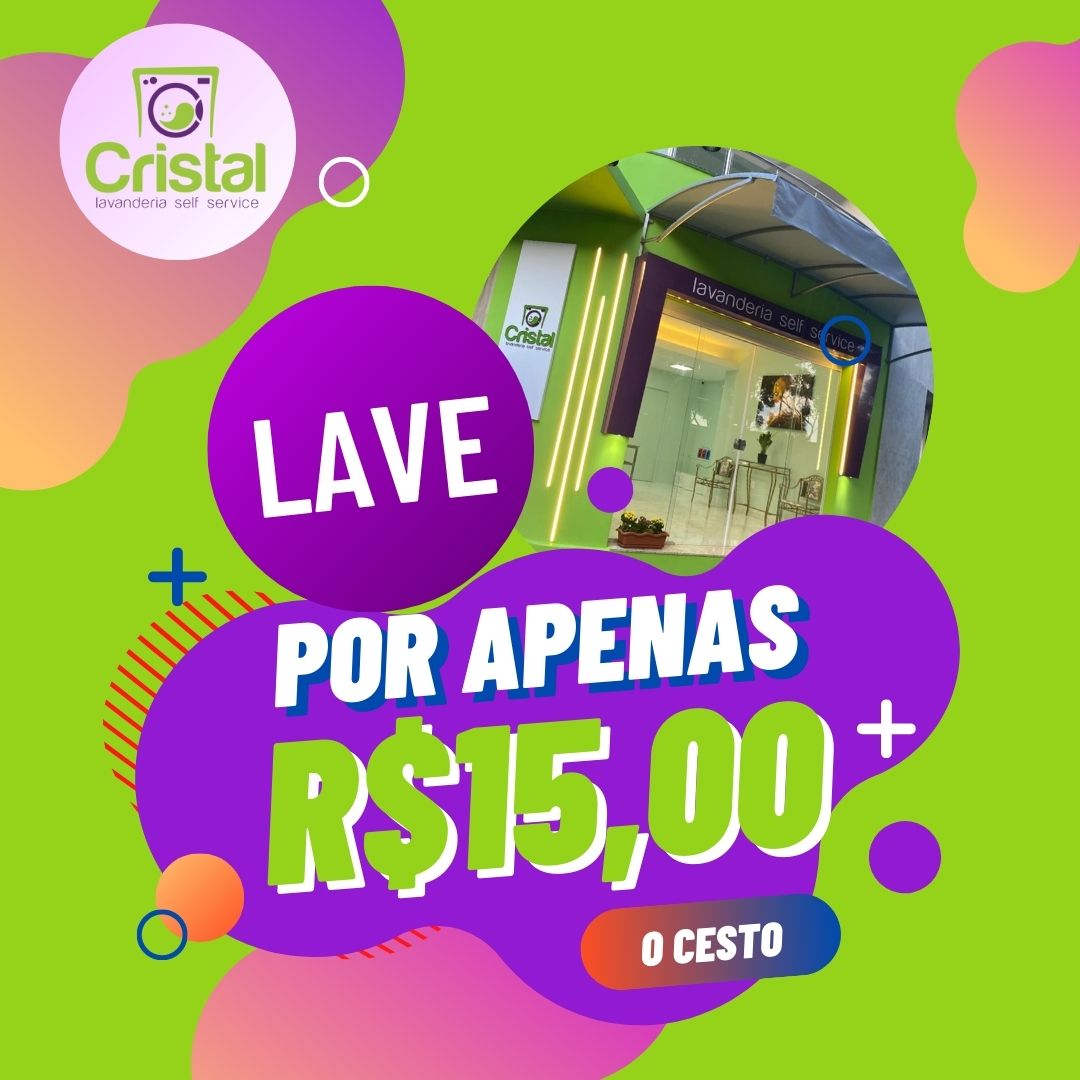 Cristal
lavanderia self service
lavanderia self service
Cristal
lavanderia self service
LAVE
POR APENAS
R$15,00
O CESTO